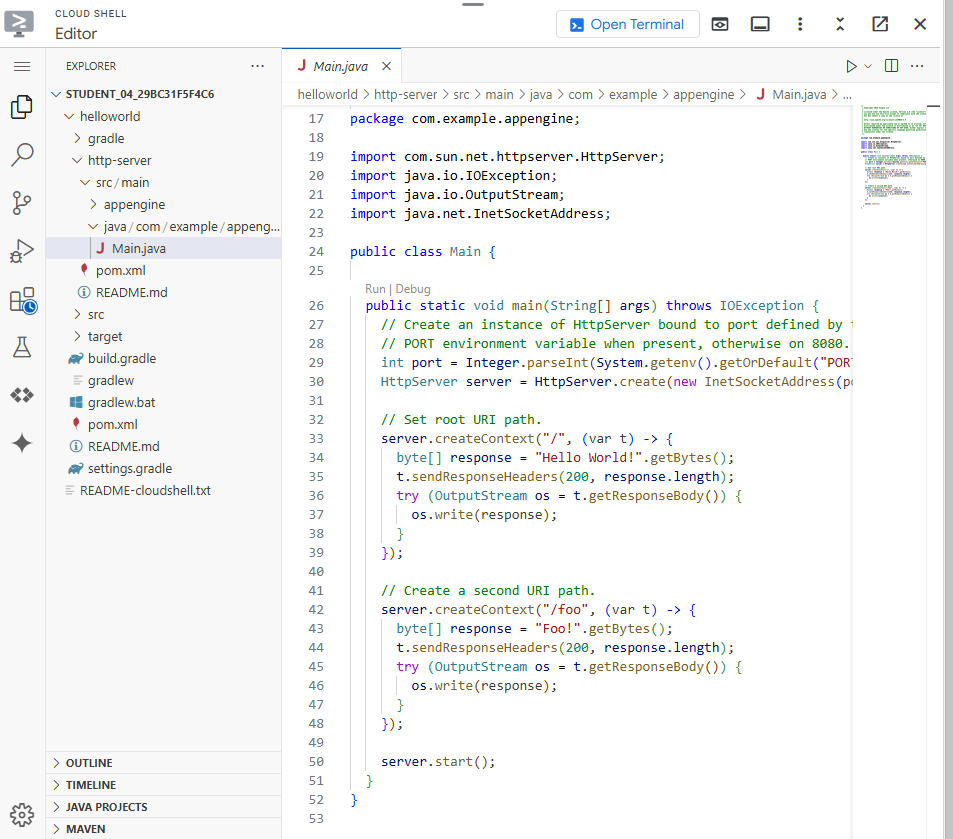 CLOUD SHELL
Editor
Open Terminal
EXPLORER
STUDENT_04_29BC31F5F4C6
helloworld
gradle
http-server
src / main
appengine
java / com / example / appeng...
J Main.java
pom.xml
README.md
src
target
build.gradle
gradlew
gradlew.bat
pom.xml
README.md
settings.gradle
README-cloudshell.txt
OUTLINE
TIMELINE
JAVA PROJECTS
MAVEN
J Main.java
helloworld > http-server > src > main > java > com > example > appengine > J Main.java > ...
17 package com.example.appengine;
18
19 import com.sun.net.httpserver.HttpServer;
20 import java.io.IOException;
21 import java.io.OutputStream;
22 import java.net.InetSocketAddress;
23
24 public class Main {
25
Run | Debug
26 public static void main(String[] args) throws IOException {
27 // Create an instance of HttpServer bound to port defined by
28 // PORT environment variable when present, otherwise on 8080.
29 int port = Integer.parseInt(System.getenv().getOrDefault("POR
30 HttpServer server = HttpServer.create(new InetSocketAddress(po
31
32 // Set root URI path.
33 server.createContext("/", (var t) -> {
34 byte[] response = "Hello World!".getBytes();
35 t.sendResponseHeaders(200, response.length);
36 try (OutputStream os = t.getResponseBody()) {
37 os.write(response);
38 }
39 });
40
41 // Create a second URI path.
42 server.createContext("/foo", (var t) -> {
43 byte[] response = "Foo!".getBytes();
44 t.sendResponseHeaders(200, response.length);
45 try (OutputStream os = t.getResponseBody()) {
46 os.write(response);
47 }
48 });
49
50 server.start();
51 }
52 }
53